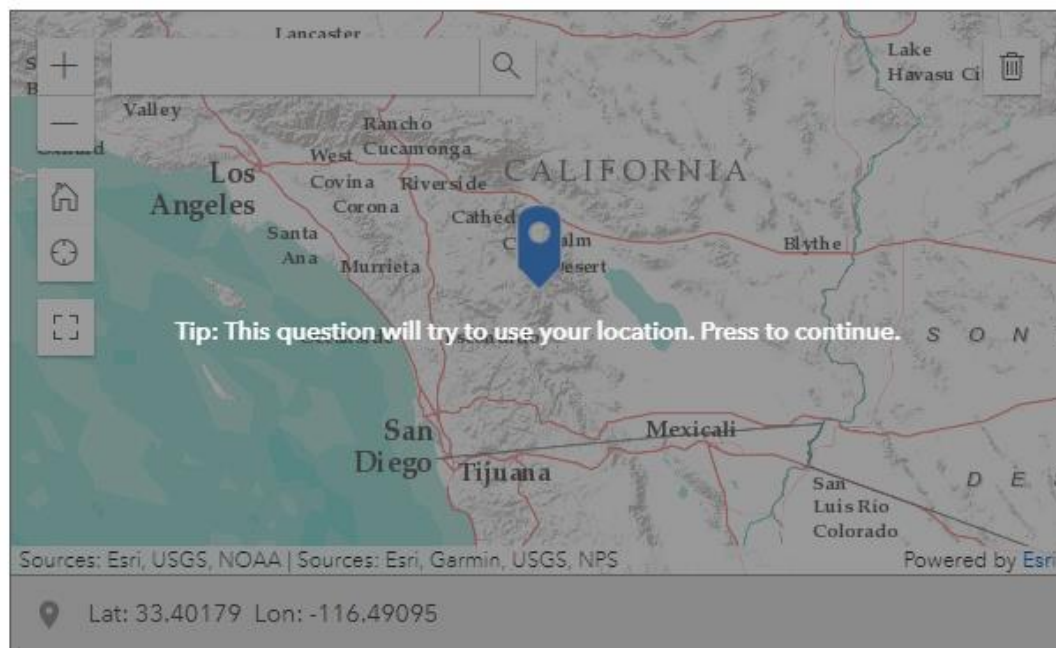 Lancaster
Lake
Havasu Ci
Valley
Rancho
Cucamonga
West
Covina
Los
Angeles
Riverside
Corona
CALIFORNIA
Santa
Ana
Murrieta
Blythe
Tip: This question will try to use your location. Press to continue.
S O N
San
Diego
Mexicali
Tijuana
San
Luis Río
Colorado
D E
Sources: Esri, USGS, NOAA | Sources: Esri, Garmin, USGS, NPS
Powered by Esri
Lat: 33.40179 Lon: -116.49095